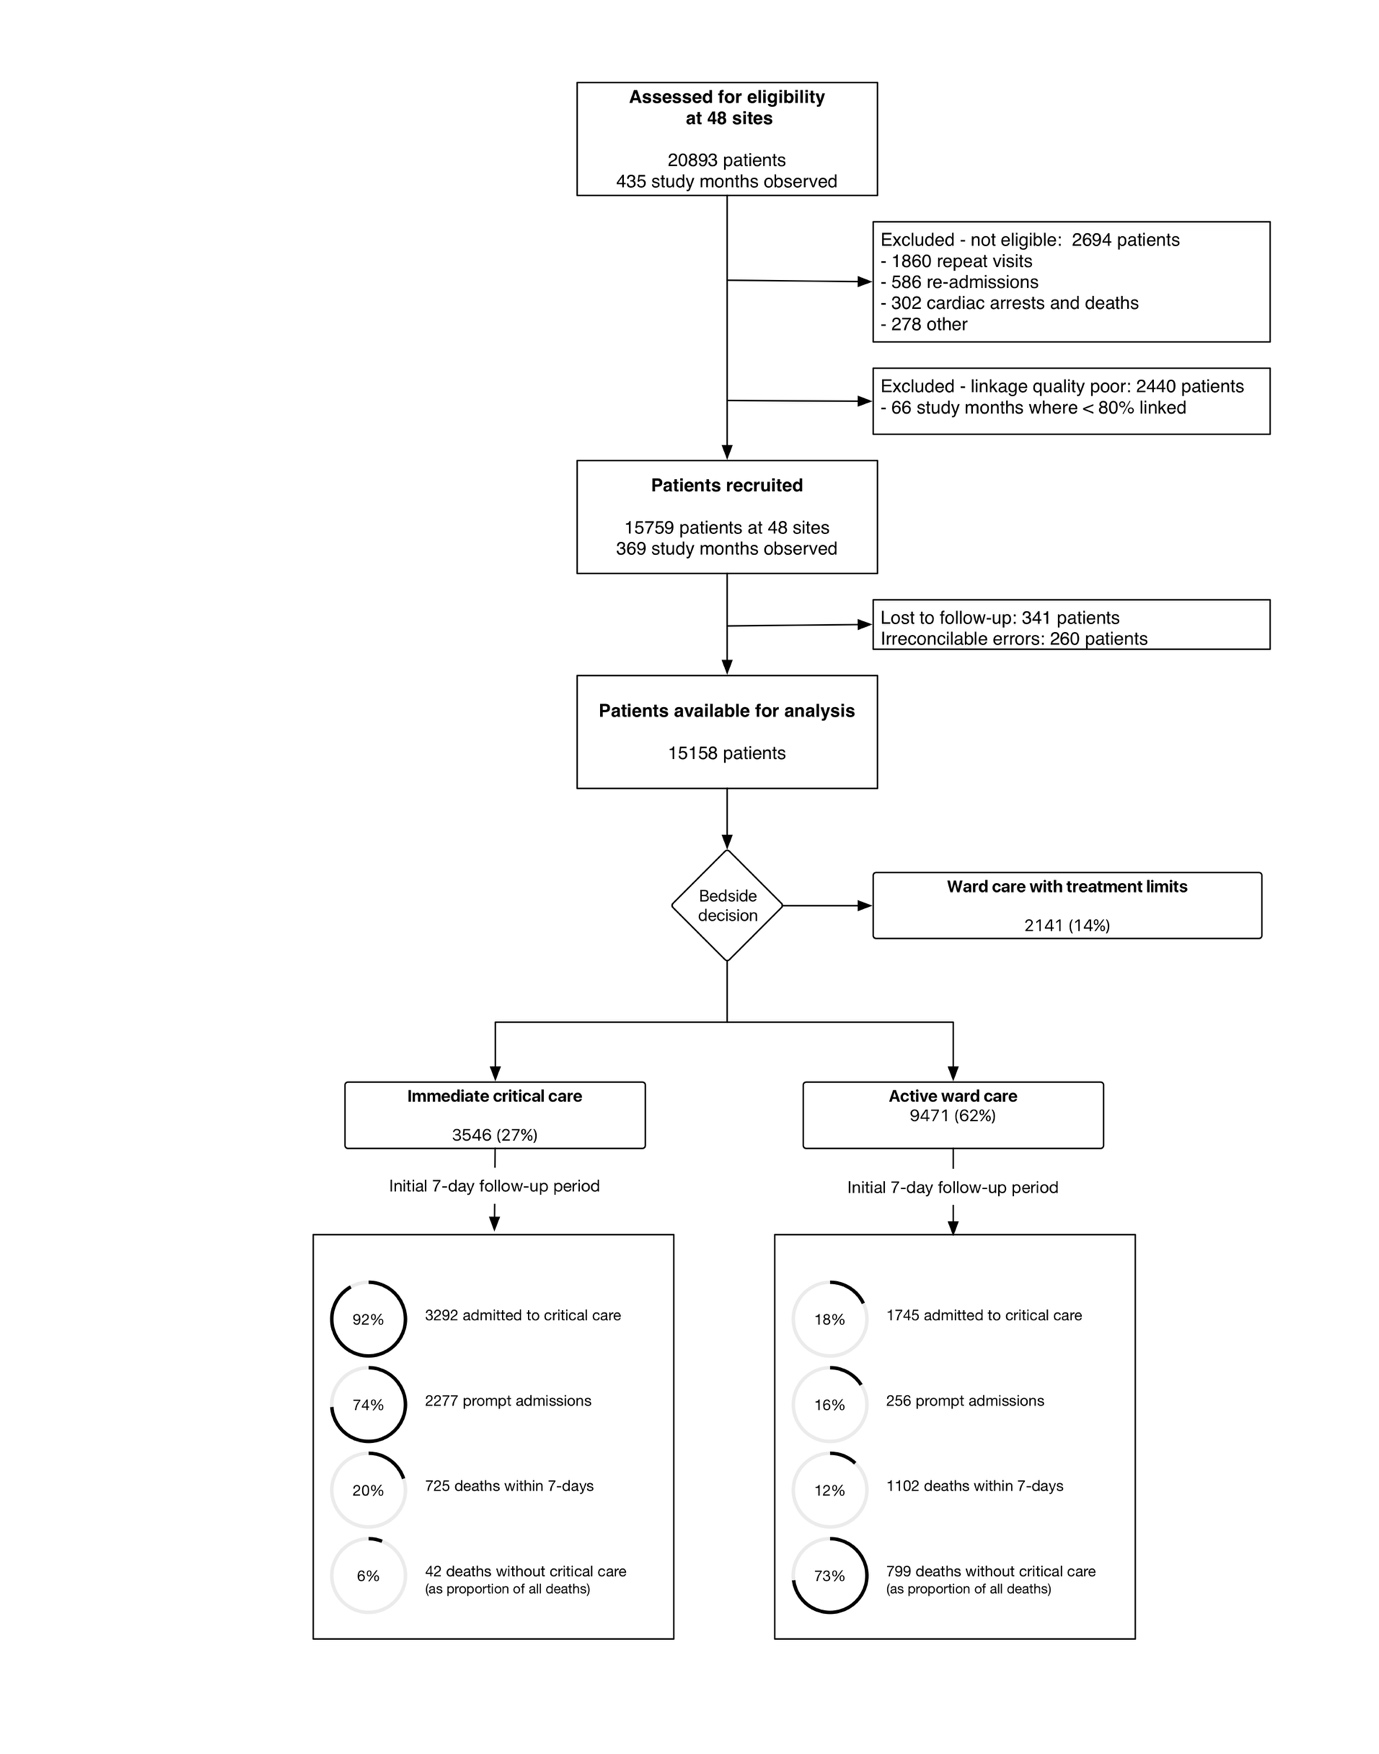 Assessed for eligibility
at 48 sites
20893 patients
435 study months observed
Excluded - not eligible:  2694 patients
- 1860 repeat visits
- 586 re-admissions
- 302 cardiac arrests and deaths
- 278 other
Excluded - linkage quality poor: 2440 patients
- 66 study months where < 80% linked
Patients recruited
15759 patients at 48 sites
369 study months observed
Lost to follow-up: 341 patients
Irreconcilable errors: 260 patients
Patients available for analysis
15158 patients
Bedside
decision
Ward care with treatment limits
2141 (14%)
Immediate critical care
3546 (27%)
Initial 7-day follow-up period
92%
3292 admitted to critical care
74%
2277 prompt admissions
20%
725 deaths within 7-days
6%
42 deaths without critical care
(as proportion of all deaths)
Active ward care
9471 (62%)
Initial 7-day follow-up period
18%
1745 admitted to critical care
16%
256 prompt admissions
12%
1102 deaths within 7-days
73%
799 deaths without critical care
(as proportion of all deaths)